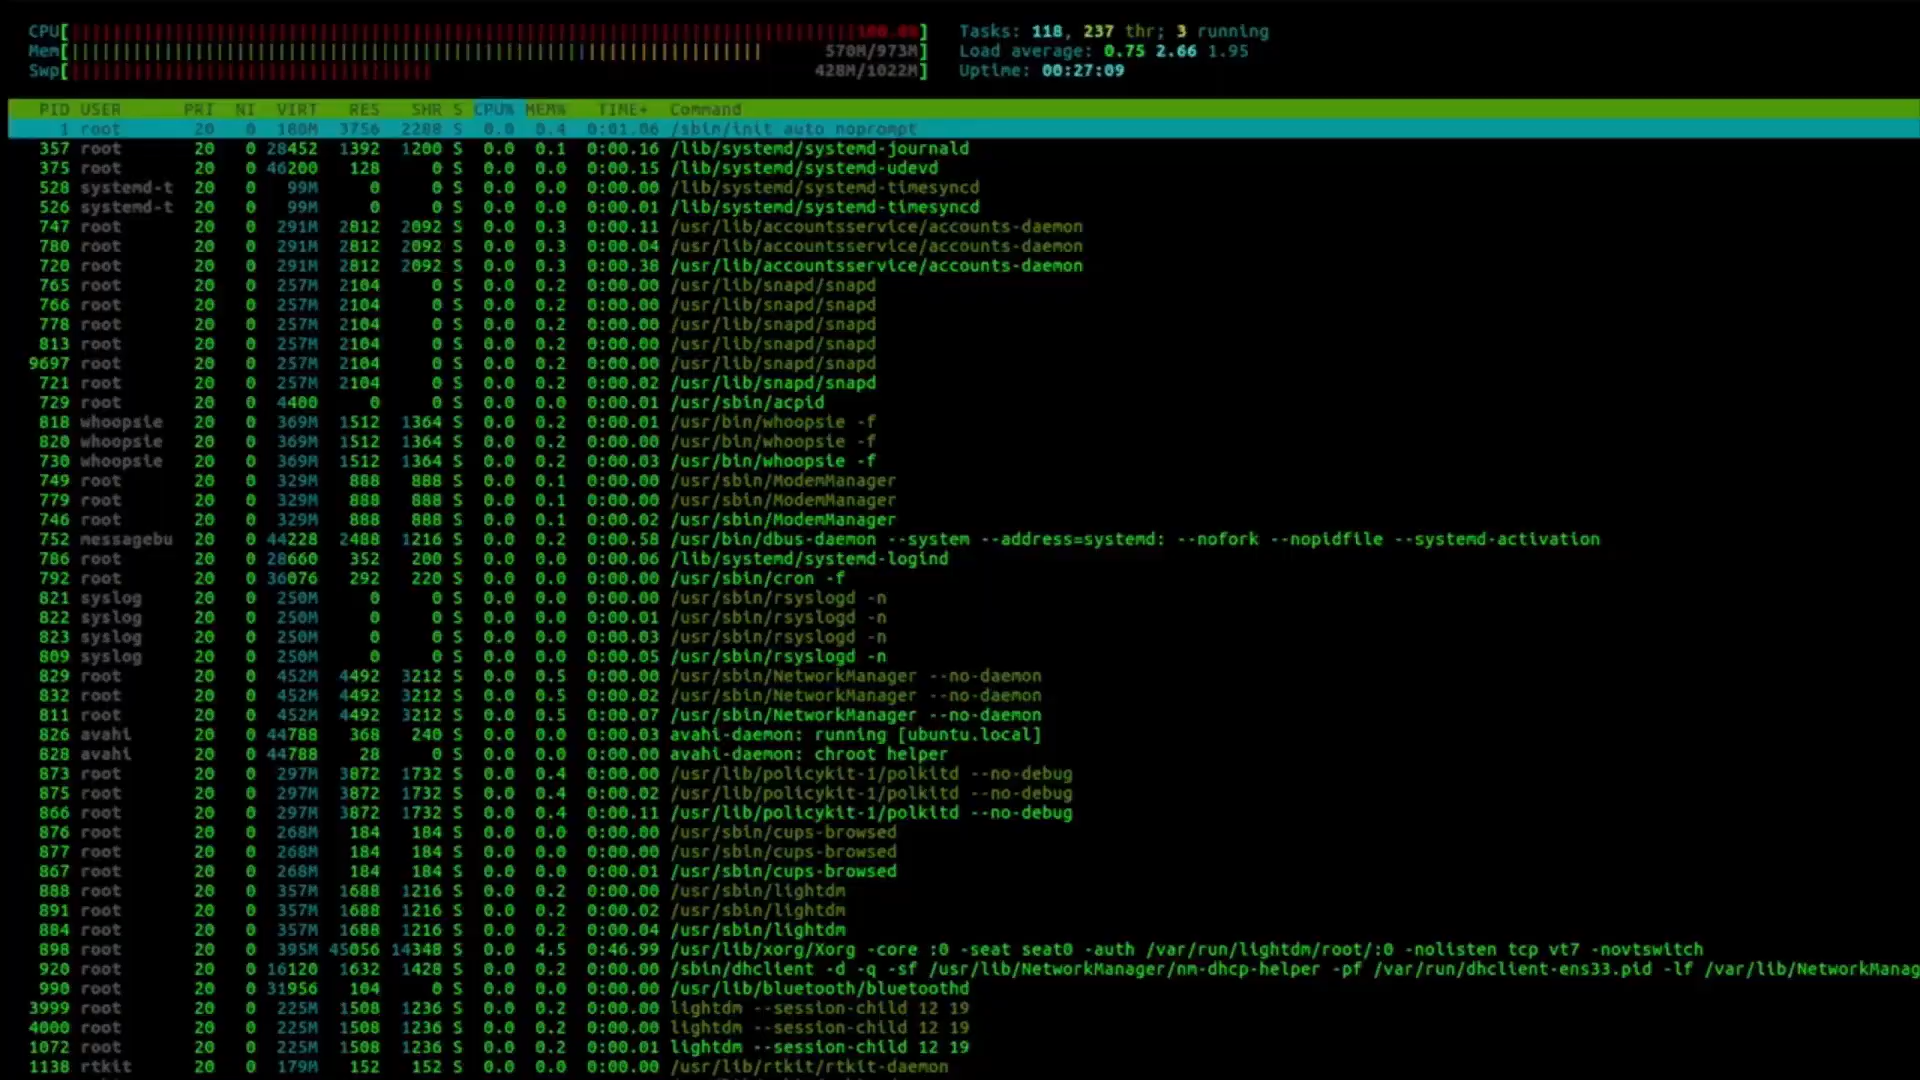 CPU[ 100.0%] Tasks: 118, 237 thr; 3 running
Mem[ 570M/973M] Load average: 0.75 2.66 1.95
Swp[ 428M/1022M] Uptime: 00:27:09
PID USER PRI NI VIRT RES SHR S CPU% MEM% TIME+ Command
1 root 20 0 180M 3756 2288 S 0.0 0.4 0:01.06 /sbin/init auto noprompt
357 root 20 0 28452 1392 1200 S 0.0 0.1 0:00.16 /lib/systemd/systemd-journald
375 root 20 0 46200 128 0 S 0.0 0.0 0:00.15 /lib/systemd/systemd-udevd
528 systemd-t 20 0 99M 0 0 S 0.0 0.0 0:00.00 /lib/systemd/systemd-timesyncd
526 systemd-t 20 0 99M 0 0 S 0.0 0.0 0:00.01 /lib/systemd/systemd-timesyncd
747 root 20 0 291M 2812 2092 S 0.0 0.3 0:00.11 /usr/lib/accountsservice/accounts-daemon
780 root 20 0 291M 2812 2092 S 0.0 0.3 0:00.04 /usr/lib/accountsservice/accounts-daemon
720 root 20 0 291M 2812 2092 S 0.0 0.3 0:00.38 /usr/lib/accountsservice/accounts-daemon
765 root 20 0 257M 2104 0 S 0.0 0.2 0:00.00 /usr/lib/snapd/snapd
766 root 20 0 257M 2104 0 S 0.0 0.2 0:00.00 /usr/lib/snapd/snapd
778 root 20 0 257M 2104 0 S 0.0 0.2 0:00.00 /usr/lib/snapd/snapd
813 root 20 0 257M 2104 0 S 0.0 0.2 0:00.00 /usr/lib/snapd/snapd
9697 root 20 0 257M 2104 0 S 0.0 0.2 0:00.00 /usr/lib/snapd/snapd
721 root 20 0 257M 2104 0 S 0.0 0.2 0:00.02 /usr/lib/snapd/snapd
729 root 20 0 4400 0 0 S 0.0 0.0 0:00.01 /usr/sbin/acpid
818 whoopsie 20 0 369M 1512 1364 S 0.0 0.2 0:00.01 /usr/bin/whoopsie -f
820 whoopsie 20 0 369M 1512 1364 S 0.0 0.2 0:00.00 /usr/bin/whoopsie -f
730 whoopsie 20 0 369M 1512 1364 S 0.0 0.2 0:00.03 /usr/bin/whoopsie -f
749 root 20 0 329M 888 888 S 0.0 0.1 0:00.00 /usr/sbin/ModemManager
779 root 20 0 329M 888 888 S 0.0 0.1 0:00.00 /usr/sbin/ModemManager
746 root 20 0 329M 888 888 S 0.0 0.1 0:00.02 /usr/sbin/ModemManager
752 messagebu 20 0 44228 2488 1216 S 0.0 0.2 0:00.58 /usr/bin/dbus-daemon --system --address=systemd: --nofork --nopidfile --systemd-activation
786 root 20 0 28660 352 200 S 0.0 0.0 0:00.06 /lib/systemd/systemd-logind
792 root 20 0 36076 292 220 S 0.0 0.0 0:00.00 /usr/sbin/cron -f
821 syslog 20 0 250M 0 0 S 0.0 0.0 0:00.00 /usr/sbin/rsyslogd -n
822 syslog 20 0 250M 0 0 S 0.0 0.0 0:00.01 /usr/sbin/rsyslogd -n
823 syslog 20 0 250M 0 0 S 0.0 0.0 0:00.03 /usr/sbin/rsyslogd -n
809 syslog 20 0 250M 0 0 S 0.0 0.0 0:00.05 /usr/sbin/rsyslogd -n
829 root 20 0 452M 4492 3212 S 0.0 0.5 0:00.00 /usr/sbin/NetworkManager --no-daemon
832 root 20 0 452M 4492 3212 S 0.0 0.5 0:00.02 /usr/sbin/NetworkManager --no-daemon
811 root 20 0 452M 4492 3212 S 0.0 0.5 0:00.07 /usr/sbin/NetworkManager --no-daemon
826 avahi 20 0 44788 368 240 S 0.0 0.0 0:00.03 avahi-daemon: running [ubuntu.local]
828 avahi 20 0 44788 28 0 S 0.0 0.0 0:00.00 avahi-daemon: chroot helper
873 root 20 0 297M 3872 1732 S 0.0 0.4 0:00.00 /usr/lib/policykit-1/polkitd --no-debug
875 root 20 0 297M 3872 1732 S 0.0 0.4 0:00.02 /usr/lib/policykit-1/polkitd --no-debug
866 root 20 0 297M 3872 1732 S 0.0 0.4 0:00.11 /usr/lib/policykit-1/polkitd --no-debug
876 root 20 0 268M 184 184 S 0.0 0.0 0:00.00 /usr/sbin/cups-browsed
877 root 20 0 268M 184 184 S 0.0 0.0 0:00.00 /usr/sbin/cups-browsed
867 root 20 0 268M 184 184 S 0.0 0.0 0:00.01 /usr/sbin/cups-browsed
888 root 20 0 357M 1688 1216 S 0.0 0.2 0:00.00 /usr/sbin/lightdm
891 root 20 0 357M 1688 1216 S 0.0 0.2 0:00.02 /usr/sbin/lightdm
884 root 20 0 357M 1688 1216 S 0.0 0.2 0:00.04 /usr/sbin/lightdm
898 root 20 0 395M 45056 14348 S 0.0 4.5 0:46.99 /usr/lib/xorg/Xorg -core :0 -seat seat0 -auth /var/run/lightdm/root/:0 -nolisten tcp vt7 -novtswitch
920 root 20 0 16120 1632 1428 S 0.0 0.2 0:00.00 /sbin/dhclient -d -q -sf /usr/lib/NetworkManager/nm-dhcp-helper -pf /var/run/dhclient-ens33.pid -lf /var/lib/NetworkManag
990 root 20 0 31956 104 0 S 0.0 0.0 0:00.00 /usr/lib/bluetooth/bluetoothd
3999 root 20 0 225M 1508 1236 S 0.0 0.2 0:00.00 lightdm --session-child 12 19
4000 root 20 0 225M 1508 1236 S 0.0 0.2 0:00.00 lightdm --session-child 12 19
1072 root 20 0 225M 1508 1236 S 0.0 0.2 0:00.01 lightdm --session-child 12 19
1138 rtkit 20 0 179M 152 152 S 0.0 0.0 0:00.00 /usr/lib/rtkit/rtkit-daemon